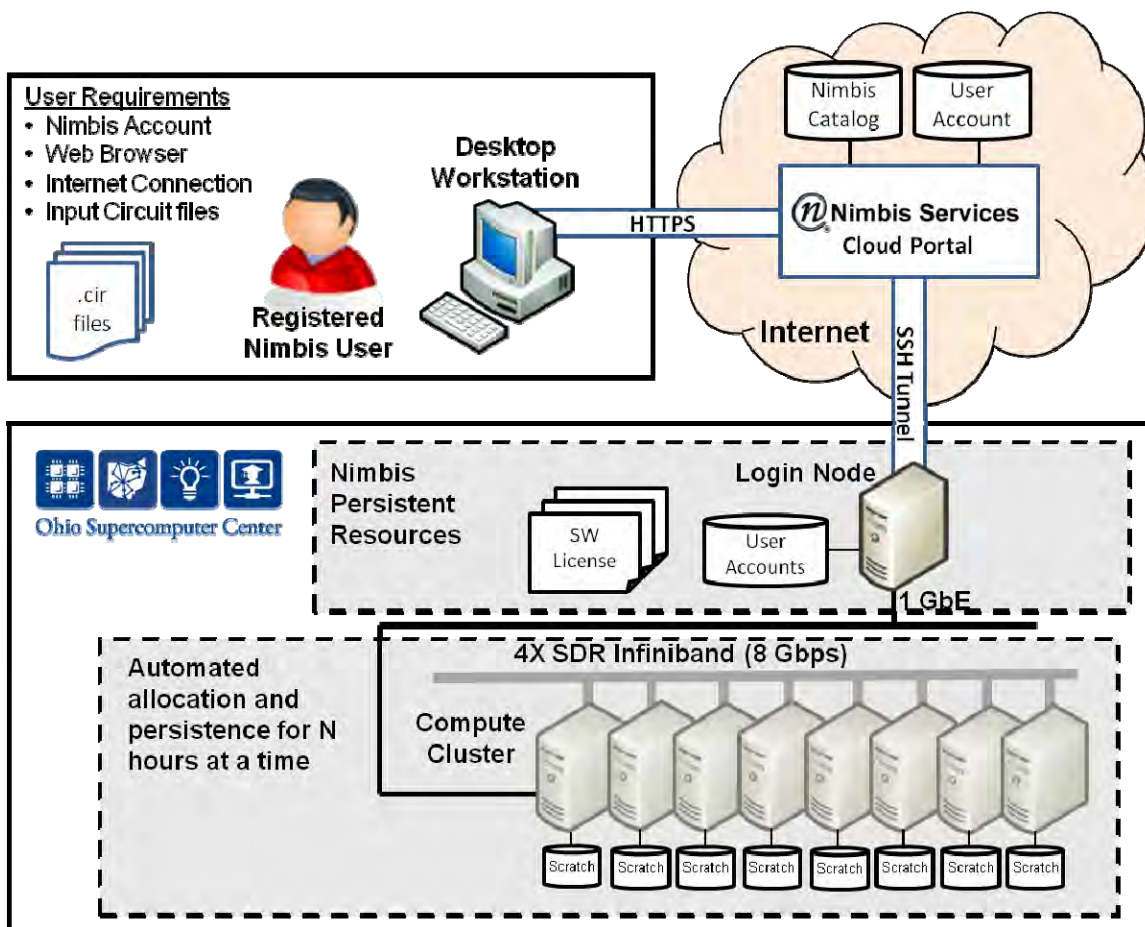 User Requirements
• Nimbis Account
• Web Browser
• Internet Connection
• Input Circuit files
.cir
files
Registered
Nimbis User
Desktop
Workstation
HTTPS
Nimbis
Catalog
User
Account
n Nimbis Services
Cloud Portal
Internet
SSH Tunnel
Ohio Supercomputer Center
Nimbis
Persistent
Resources
SW
License
User
Accounts
Login Node
1 GbE
Automated
allocation and
persistence for N
hours at a time
4X SDR Infiniband (8 Gbps)
Compute
Cluster
Scratch
Scratch
Scratch
Scratch
Scratch
Scratch
Scratch
Scratch